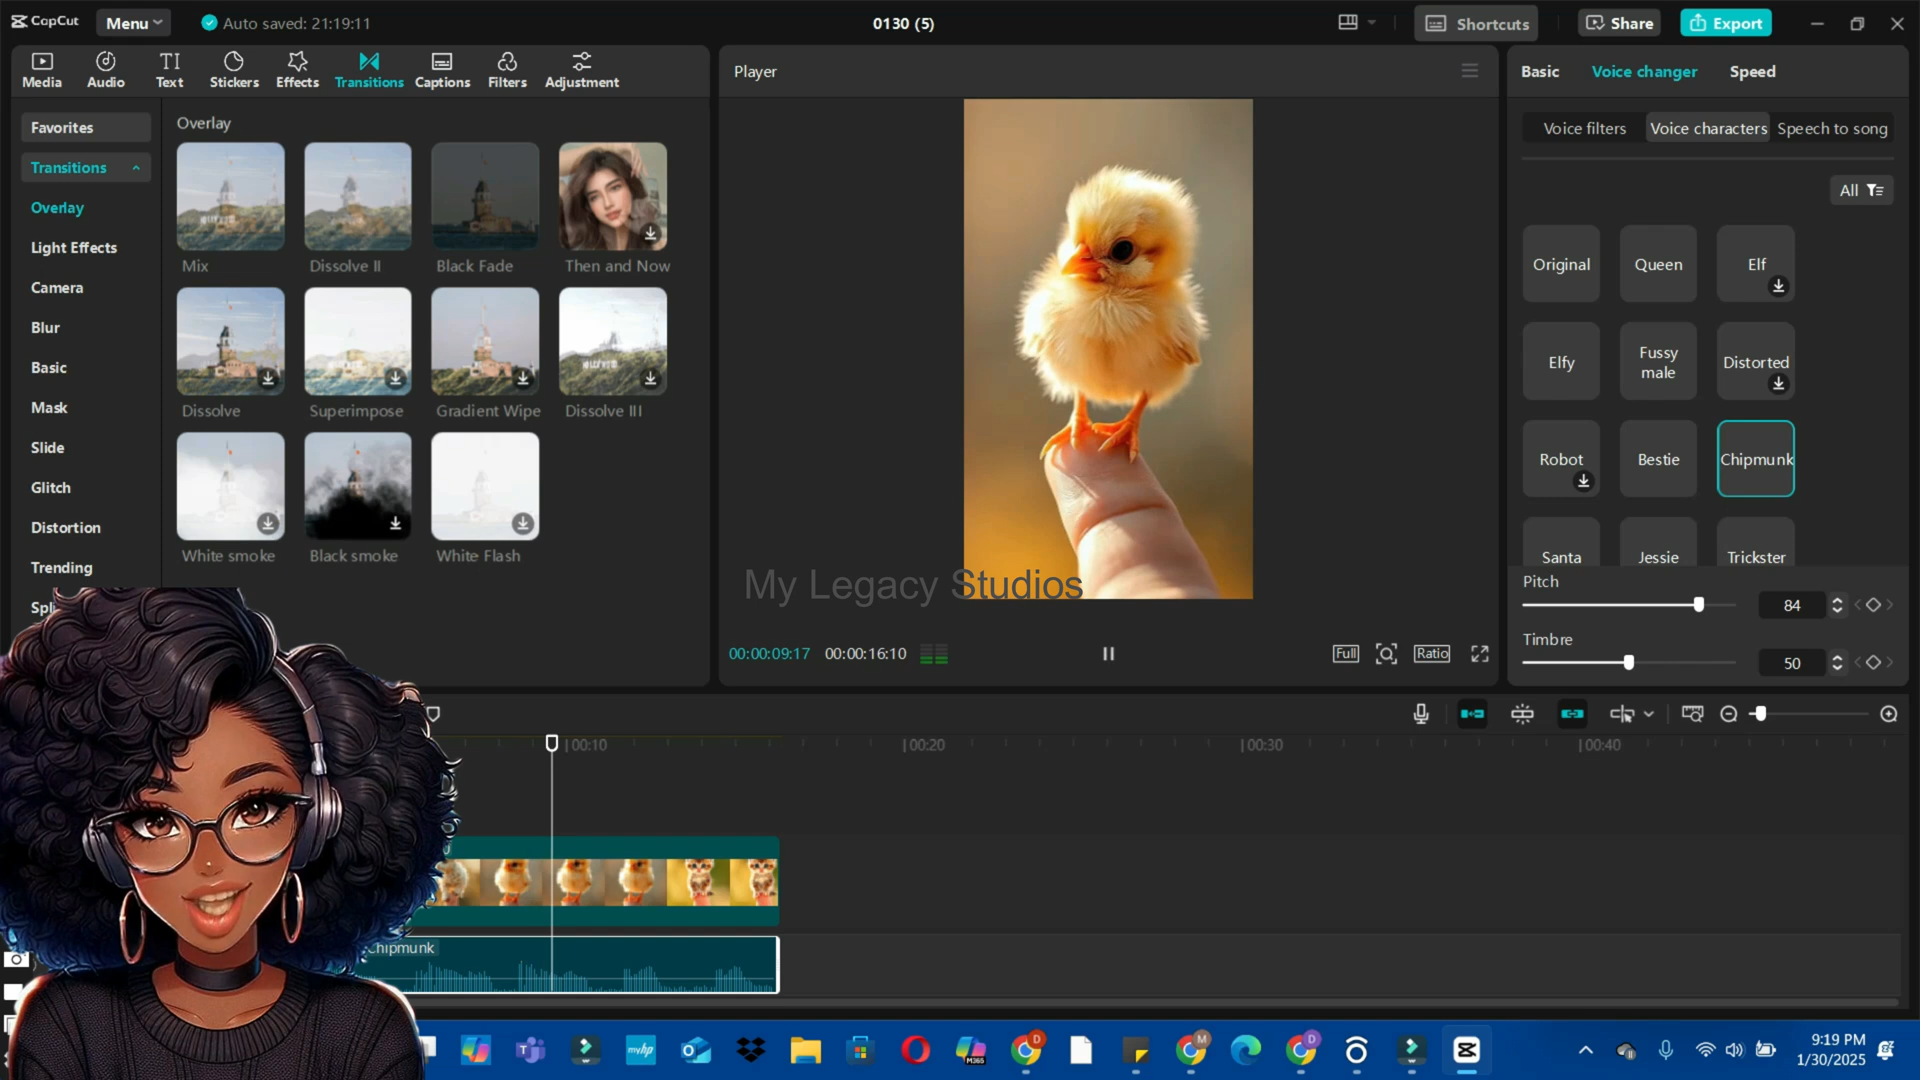 CapCut
Menu
Auto saved: 21:19:11
0130 (5)
Shortcuts
Share
Export
Media
Audio
TI
Text
Stickers
Effects
Transitions
Captions
Filters
Adjustment
Player
Basic
Voice changer
Speed
Favorites
Transitions
Overlay
Light Effects
Camera
Blur
Basic
Mask
Slide
Glitch
Distortion
Trending
Spl
Overlay
Mix
Dissolve II
Black Fade
Then and Now
Dissolve
Superimpose
Gradient Wipe
Dissolve III
White smoke
Black smoke
White Flash
My Legacy Studios
00:00:09:17
00:00:16:10
Full
Ratio
Voice filters
Voice characters
Speech to song
All
Original
Queen
Elf
Elfy
Fussy
male
Distorted
Robot
Bestie
Chipmunk
Santa
Jessie
Trickster
Pitch
84
Timbre
50
00:10
00:20
00:30
00:40
Chipmunk
myhp
M365
D
M
D
9:19 PM
1/30/2025